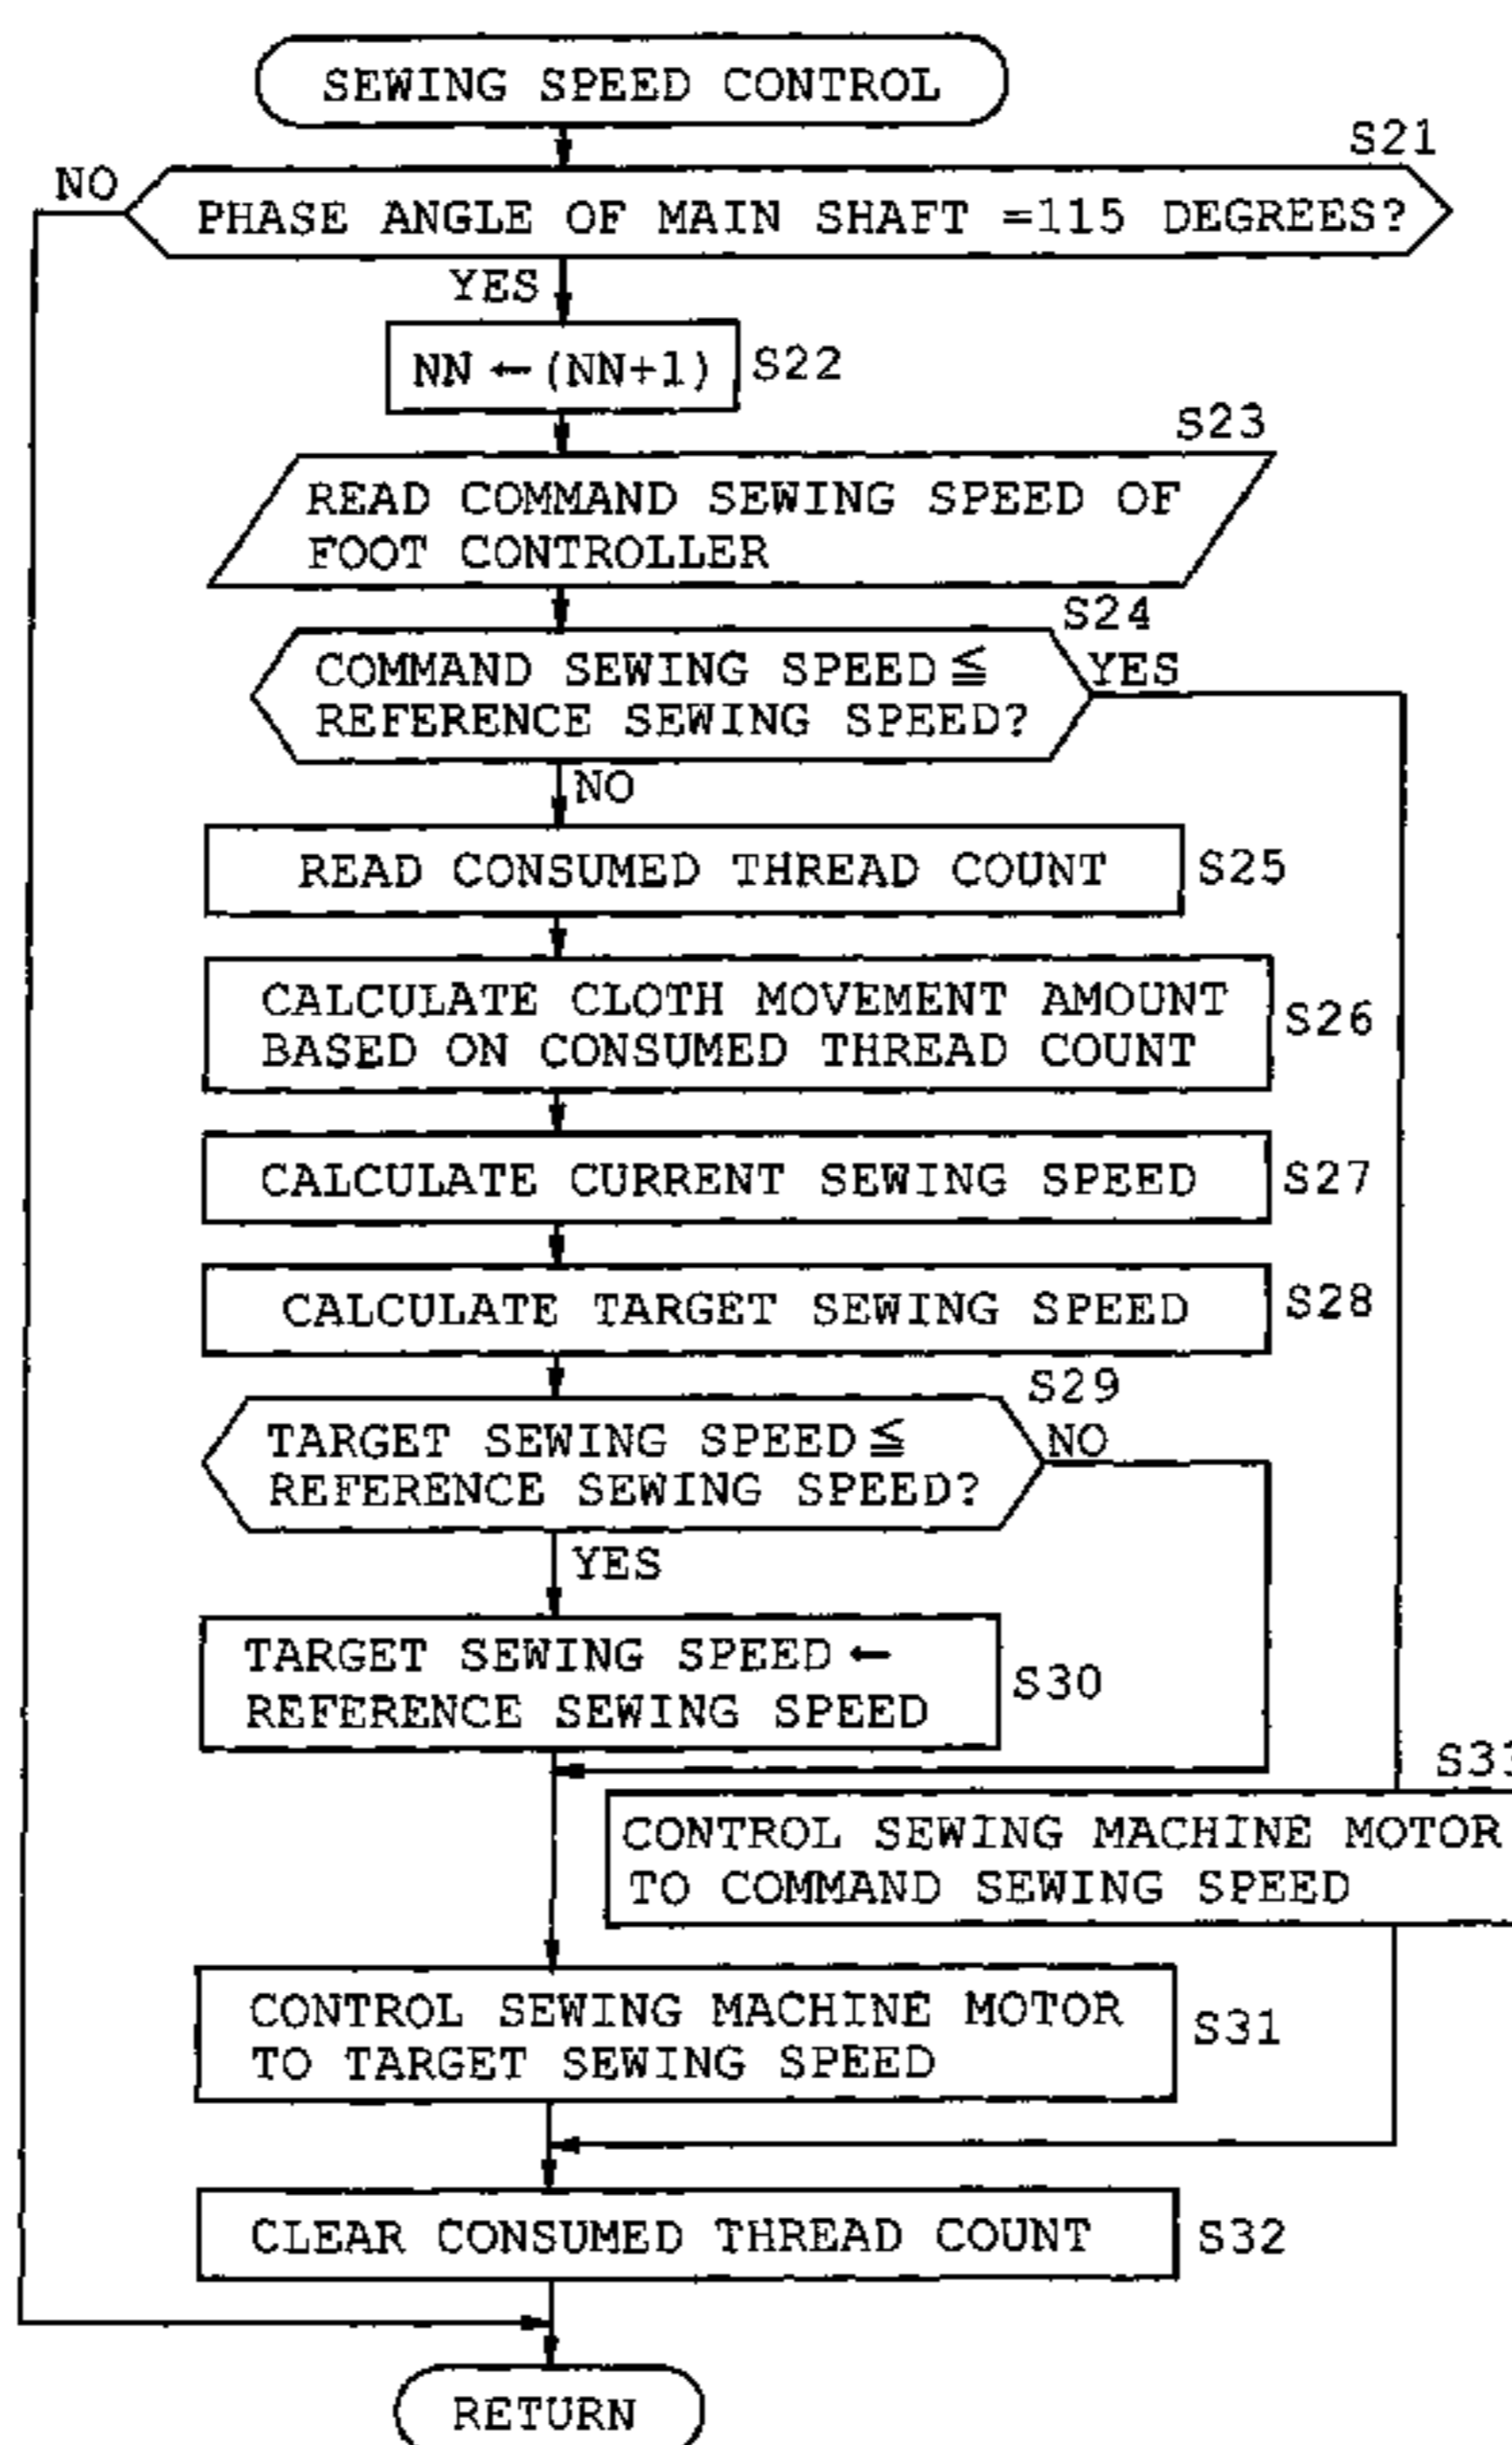 SEWING SPEED CONTROL
S21
NO
PHASE ANGLE OF MAIN SHAFT =115 DEGREES?
YES
NN ← (NN+1)
S22
S23
READ COMMAND SEWING SPEED OF
FOOT CONTROLLER
S24
COMMAND SEWING SPEED ≦
REFERENCE SEWING SPEED?
YES
NO
READ CONSUMED THREAD COUNT
S25
CALCULATE CLOTH MOVEMENT AMOUNT
BASED ON CONSUMED THREAD COUNT
S26
CALCULATE CURRENT SEWING SPEED
S27
CALCULATE TARGET SEWING SPEED
S28
S29
TARGET SEWING SPEED ≦
REFERENCE SEWING SPEED?
NO
YES
TARGET SEWING SPEED ←
REFERENCE SEWING SPEED
S30
CONTROL SEWING MACHINE MOTOR
TO COMMAND SEWING SPEED
CONTROL SEWING MACHINE MOTOR
TO TARGET SEWING SPEED
S31
CLEAR CONSUMED THREAD COUNT
S32
RETURN